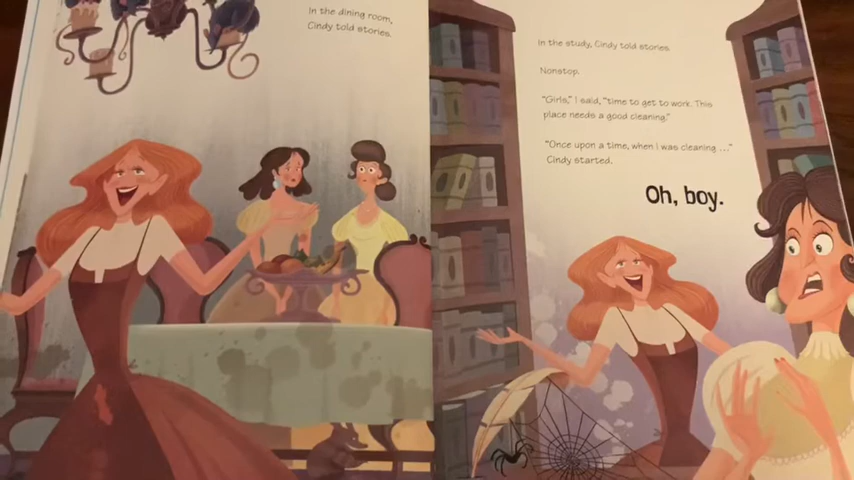 In the dining room,
Cindy told stories.
In the study, Cindy told stories.
Nonstop.
"Girls," I said, "time to get to work. This
place needs a good cleaning."
"Once upon a time, when I was cleaning ..."
Cindy started.
Oh, boy.